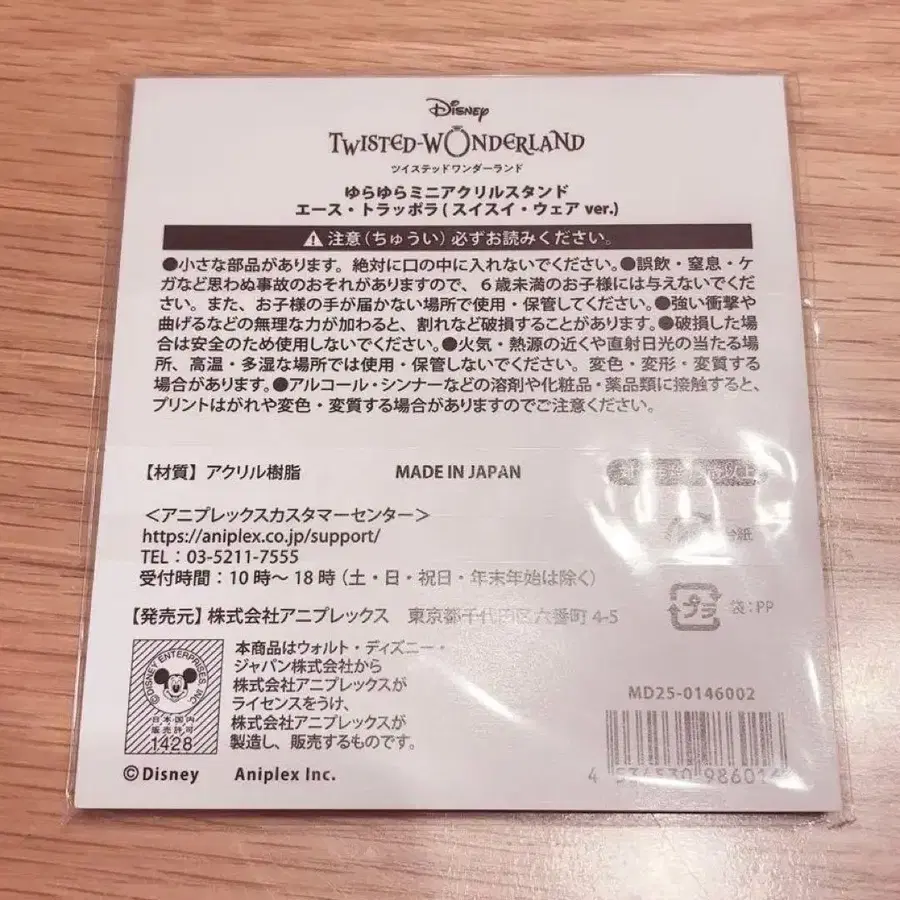 Disney
TWISTED-WONDERLAND
ツイステッドワンダーランド
ゆらゆらミニアクリルスタンド
エース・トラッポラ ( スイスイ・ウェア ver.)
注意（ちゅうい）必ずお読みください。
●小さな部品があります。絶対に口の中に入れないでください。●誤飲・窒息・ケ
ガなど思わぬ事故のおそれがありますので、６歳未満のお子様には与えないでくだ
さい。また、お子様の手が届かない場所で使用・保管してください。●強い衝撃や
曲げるなどの無理な力が加わると、割れなど破損することがあります。●破損した場
合は安全のため使用しないでください。●火気・熱源の近くや直射日光の当たる場
所、高温・多湿な場所では使用・保管しないでください。変色・変形・変質する
場合があります。●アルコール・シンナーなどの溶剤や化粧品・薬品類に接触すると、
プリントはがれや変色・変質する場合がありますのでご注意ください。
【材質】アクリル樹脂 MADE IN JAPAN
＜アニプレックスカスタマーセンター＞
https://aniplex.co.jp/support/
TEL：03-5211-7555
受付時間：10 時～ 18 時（土・日・祝日・年末年始は除く）
台紙
プラ 袋：PP
【発売元】株式会社アニプレックス 東京都千代田区六番町 4-5
©DISNEY ENTERPRISES, INC.
日本国内
販売許可
1428
本商品はウォルト・ディズニー・
ジャパン株式会社から
株式会社アニプレックスが
ライセンスをうけ、
株式会社アニプレックスが
製造し、販売するものです。
MD25-0146002
©Disney Aniplex Inc.